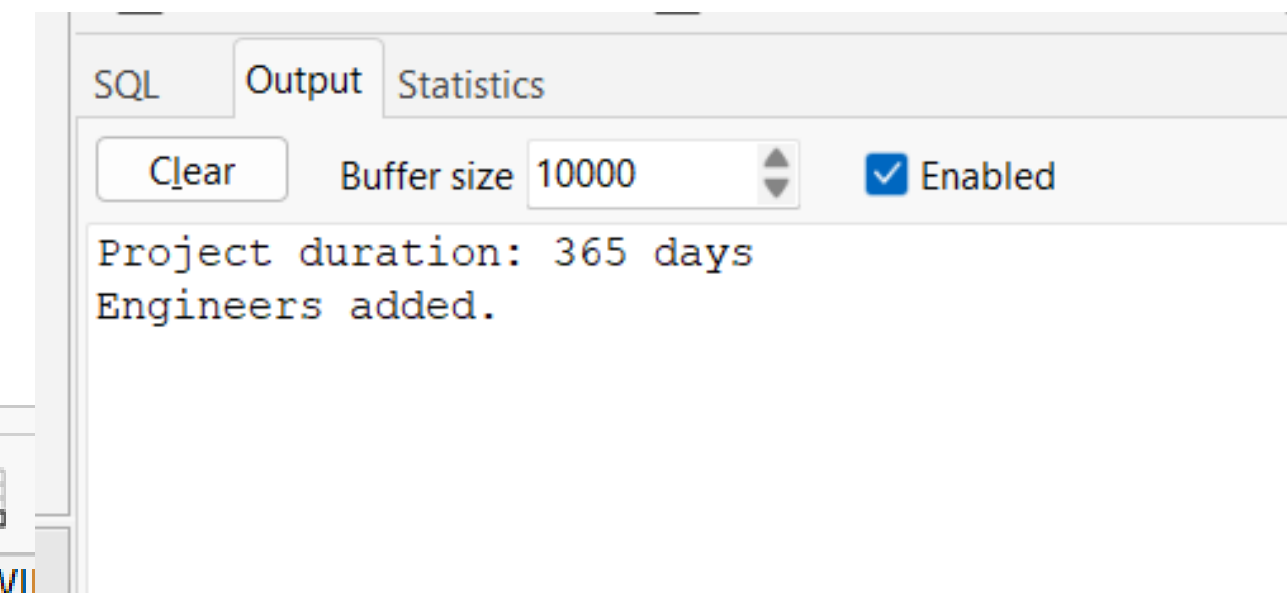 SQL Output Statistics
Clear Buffer size 10000 Enabled
Project duration: 365 days
Engineers added.